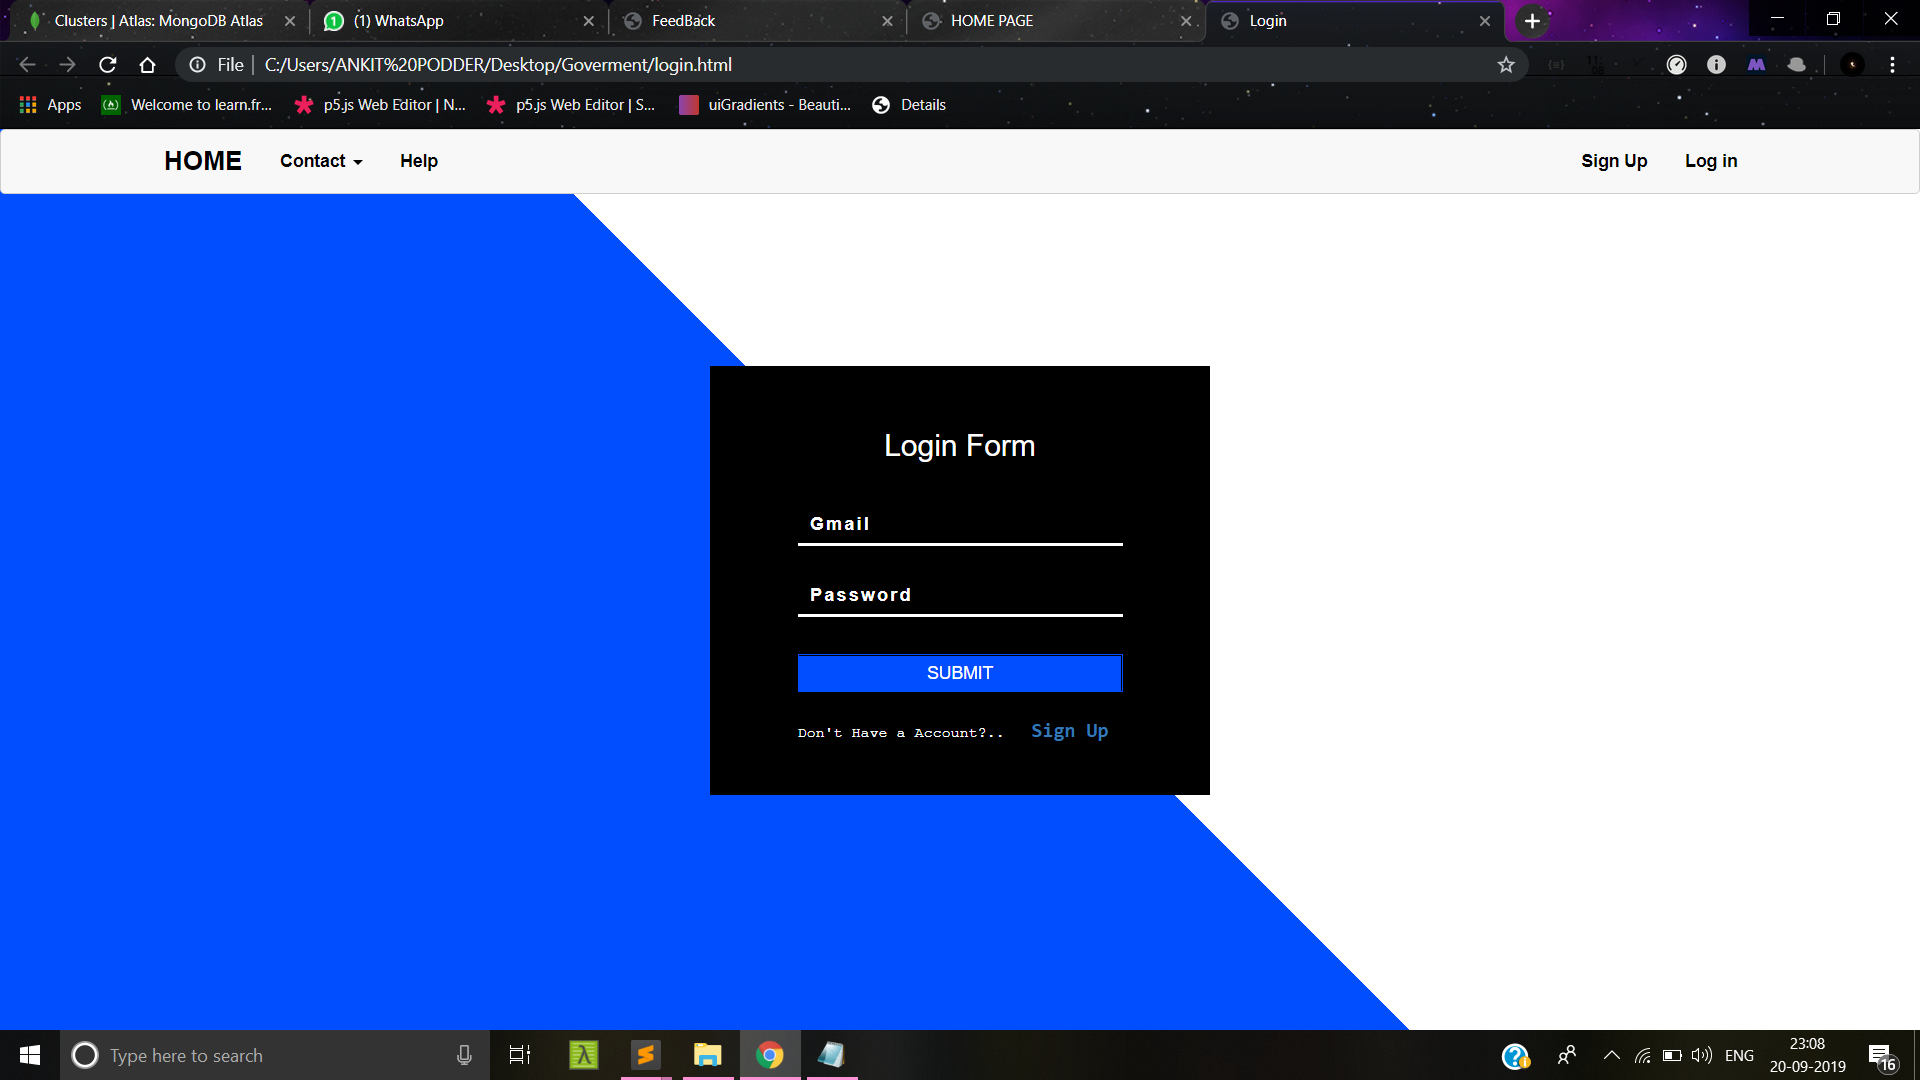 Clusters | Atlas: MongoDB Atlas
(1) WhatsApp
FeedBack
HOME PAGE
Login
File
C:/Users/ANKIT%20PODDER/Desktop/Goverment/login.html
Apps
Welcome to learn.fr...
p5.js Web Editor | N...
p5.js Web Editor | S...
uiGradients - Beauti...
Details
HOME
Contact
Help
Sign Up
Log in
Login Form
Gmail
Password
SUBMIT
Don't Have a Account?.. Sign Up
Type here to search
ENG
23:08
20-09-2019
16